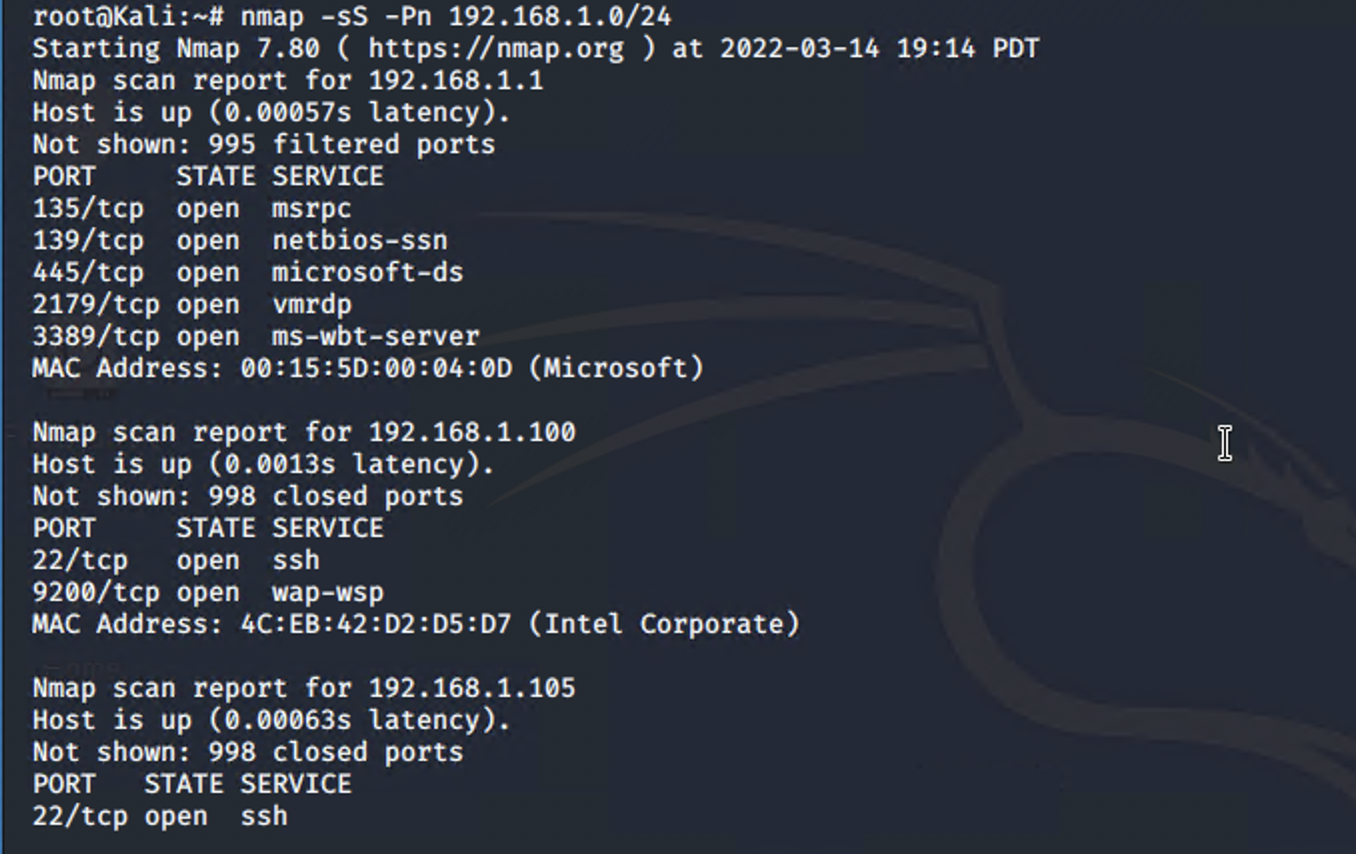 root@Kali:~# nmap -sS -Pn 192.168.1.0/24
Starting Nmap 7.80 ( https://nmap.org ) at 2022-03-14 19:14 PDT
Nmap scan report for 192.168.1.1
Host is up (0.00057s latency).
Not shown: 995 filtered ports
PORT     STATE SERVICE
135/tcp  open  msrpc
139/tcp  open  netbios-ssn
445/tcp  open  microsoft-ds
2179/tcp open  vmrdp
3389/tcp open  ms-wbt-server
MAC Address: 00:15:5D:00:04:0D (Microsoft)

Nmap scan report for 192.168.1.100
Host is up (0.0013s latency).
Not shown: 998 closed ports
PORT     STATE SERVICE
22/tcp   open  ssh
9200/tcp open  wap-wsp
MAC Address: 4C:EB:42:D2:D5:D7 (Intel Corporate)

Nmap scan report for 192.168.1.105
Host is up (0.00063s latency).
Not shown: 998 closed ports
PORT   STATE SERVICE
22/tcp open  ssh